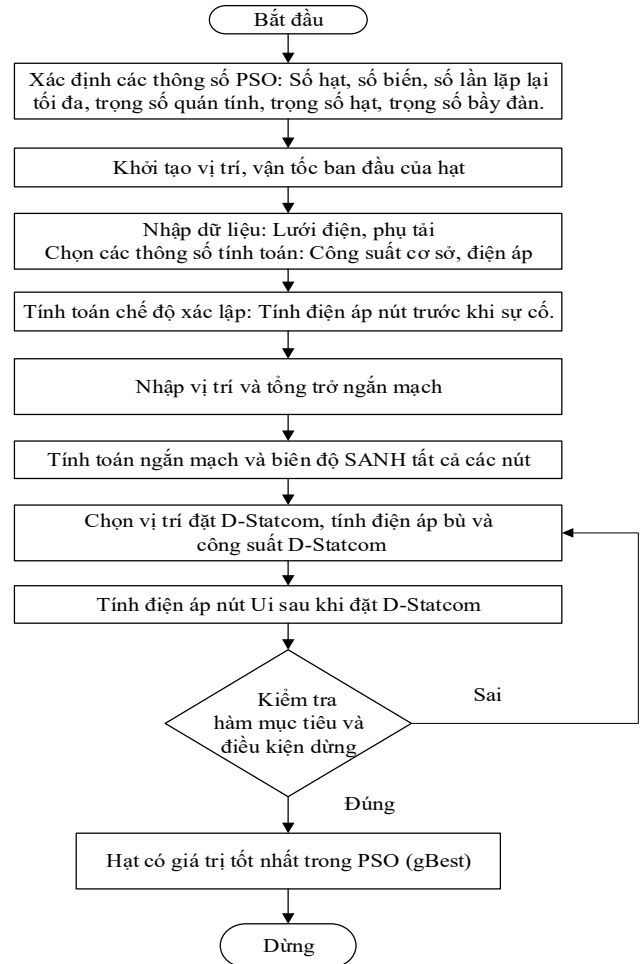 Bắt đầu
Xác định các thông số PSO: Số hạt, số biến, số lần lặp lại
tối đa, trọng số quán tính, trọng số hạt, trọng số bầy đàn.
Khởi tạo vị trí, vận tốc ban đầu của hạt
Nhập dữ liệu: Lưới điện, phụ tải
Chọn các thông số tính toán: Công suất cơ sở, điện áp
Tính toán chế độ xác lập: Tính điện áp nút trước khi sự cố.
Nhập vị trí và tổng trở ngắn mạch
Tính toán ngắn mạch và biên độ SANH tất cả các nút
Chọn vị trí đặt D-Statcom, tính điện áp bù và
công suất D-Statcom
Tính điện áp nút Ui sau khi đặt D-Statcom
Kiểm tra
hàm mục tiêu và
điều kiện dừng
Sai
Đúng
Hạt có giá trị tốt nhất trong PSO (gBest)
Dừng